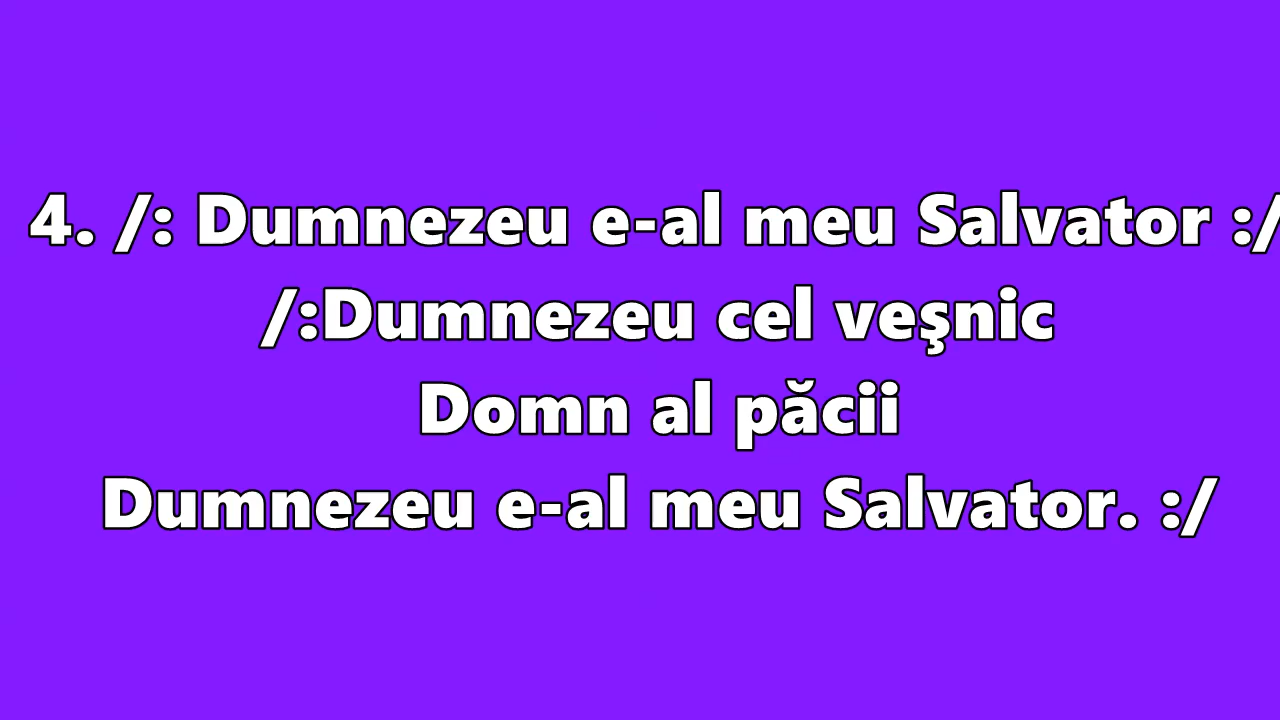 4. /: Dumnezeu e-al meu Salvator :/
/:Dumnezeu cel veşnic
Domn al păcii
Dumnezeu e-al meu Salvator. :/